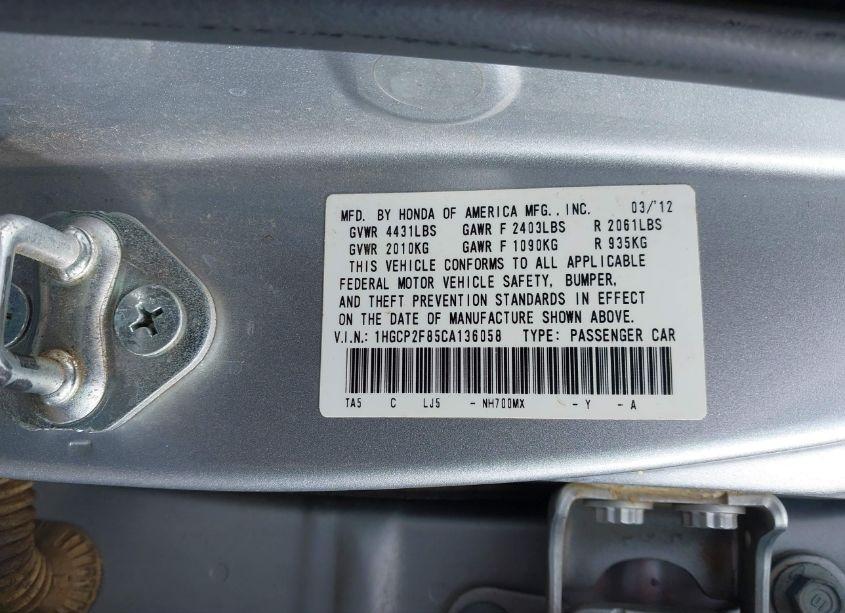 MFD. BY HONDA OF AMERICA MFG., INC. 03/'12
GVWR 4431LBS GAWR F 2403LBS R 2061LBS
GVWR 2010KG GAWR F 1090KG R 935KG
THIS VEHICLE CONFORMS TO ALL APPLICABLE
FEDERAL MOTOR VEHICLE SAFETY, BUMPER,
AND THEFT PREVENTION STANDARDS IN EFFECT
ON THE DATE OF MANUFACTURE SHOWN ABOVE.
V.I.N.: 1HGCP2F85CA136058 TYPE: PASSENGER CAR
TA5 C LJ5 - NH700MX - Y - A